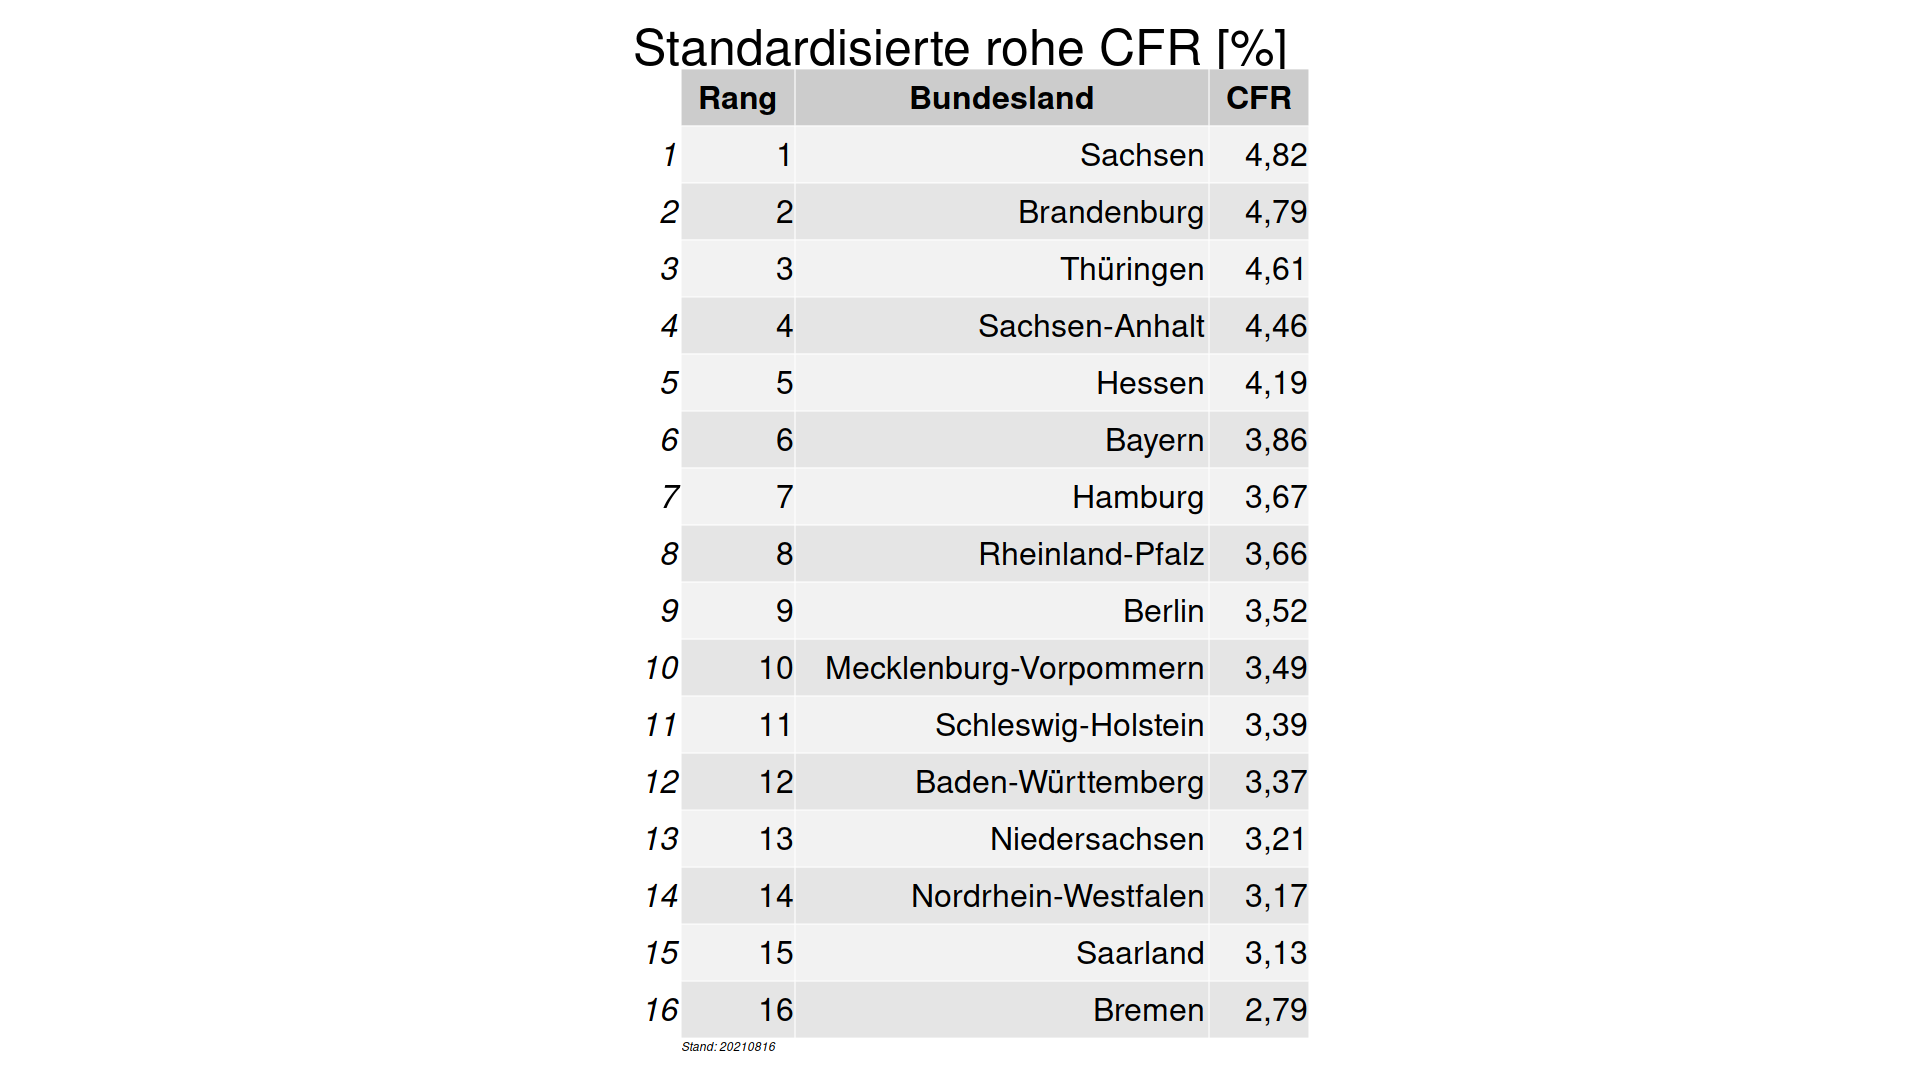 Standardisierte rohe CFR [%]
Rang Bundesland CFR
1 1 Sachsen 4,82
2 2 Brandenburg 4,79
3 3 Thüringen 4,61
4 4 Sachsen-Anhalt 4,46
5 5 Hessen 4,19
6 6 Bayern 3,86
7 7 Hamburg 3,67
8 8 Rheinland-Pfalz 3,66
9 9 Berlin 3,52
10 10 Mecklenburg-Vorpommern 3,49
11 11 Schleswig-Holstein 3,39
12 12 Baden-Württemberg 3,37
13 13 Niedersachsen 3,21
14 14 Nordrhein-Westfalen 3,17
15 15 Saarland 3,13
16 16 Bremen 2,79
Stand: 20210816